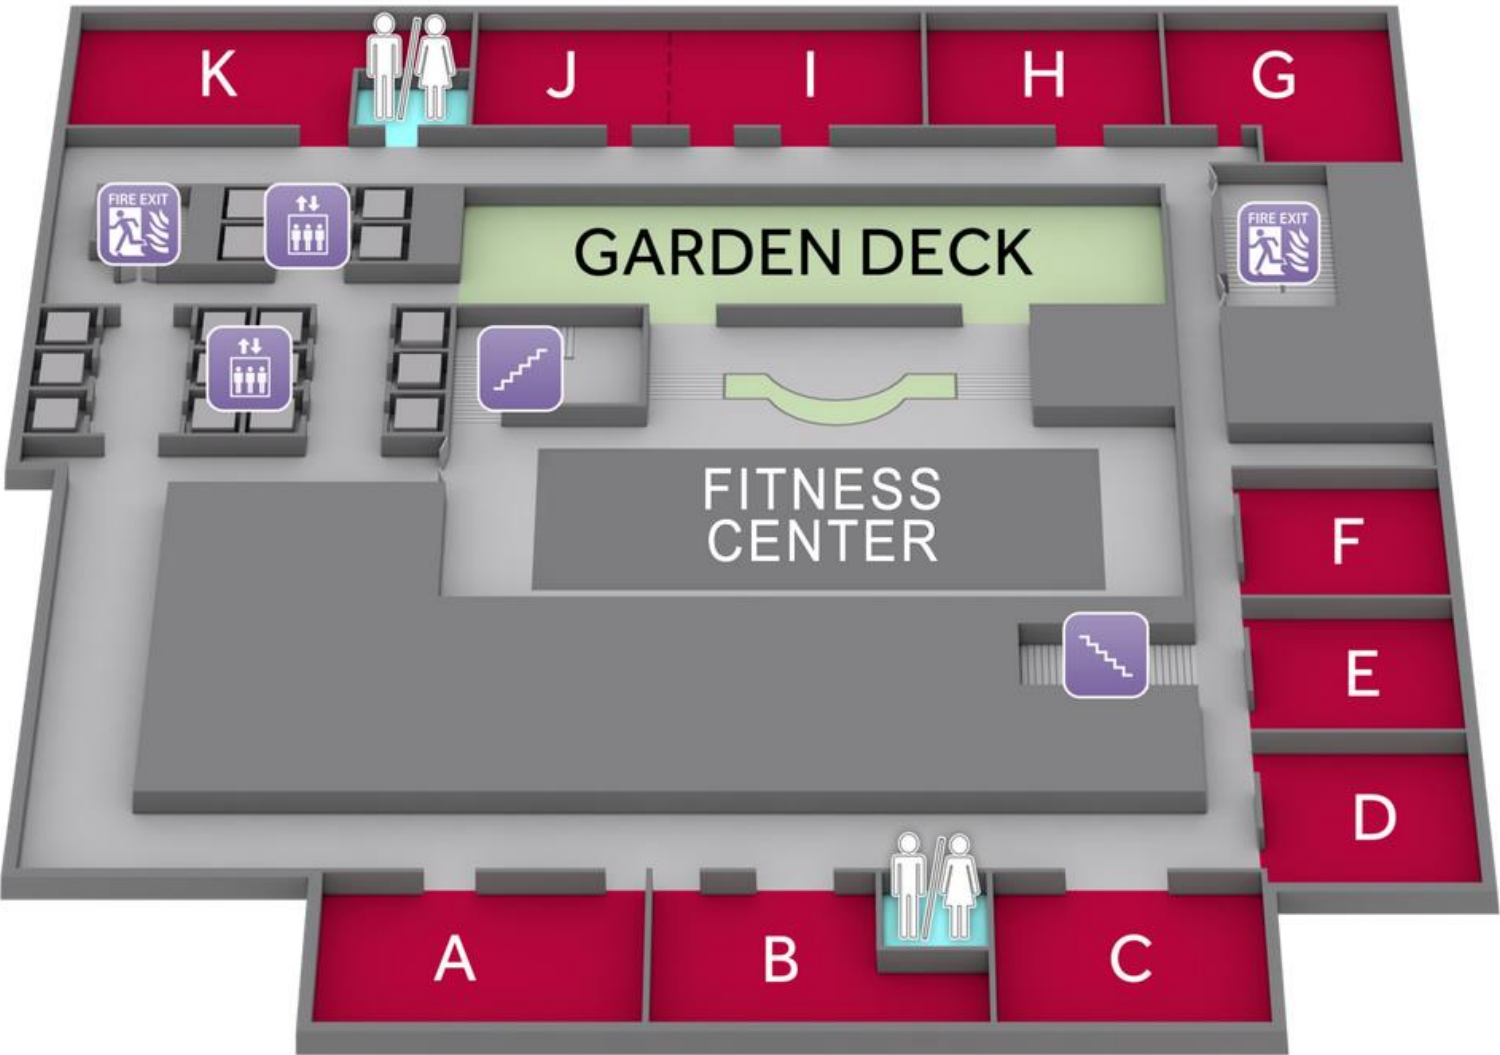 K
J
I
H
G
FIRE EXIT
FIRE EXIT
GARDEN DECK
FITNESS
CENTER
F
E
D
A
B
C